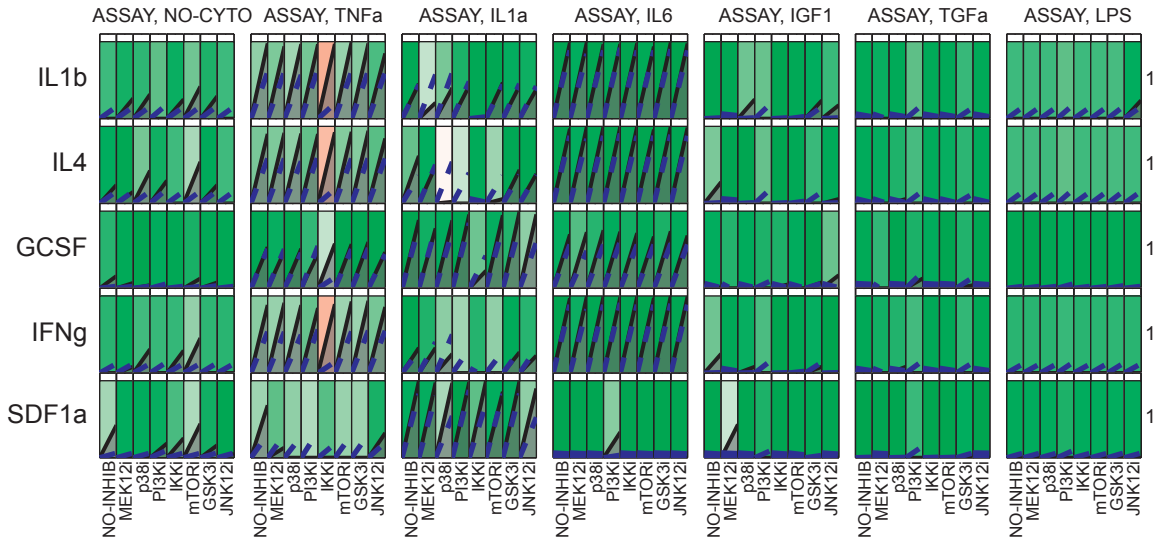 ASSAY, NO-CYTO ASSAY, TNFa ASSAY, IL1a ASSAY, IL6 ASSAY, IGF1 ASSAY, TGFa ASSAY, LPS
IL1b 1
IL4 1
GCSF 1
IFNg 1
SDF1a 1
NO-INHIB MEK12i p38i PI3Ki IKKi mTORi GSK3i JNK12i NO-INHIB MEK12i p38i PI3Ki IKKi mTORi GSK3i JNK12i NO-INHIB MEK12i p38i PI3Ki IKKi mTORi GSK3i JNK12i NO-INHIB MEK12i p38i PI3Ki IKKi mTORi GSK3i JNK12i NO-INHIB MEK12i p38i PI3Ki IKKi mTORi GSK3i JNK12i NO-INHIB MEK12i p38i PI3Ki IKKi mTORi GSK3i JNK12i NO-INHIB MEK12i p38i PI3Ki IKKi mTORi GSK3i JNK12i